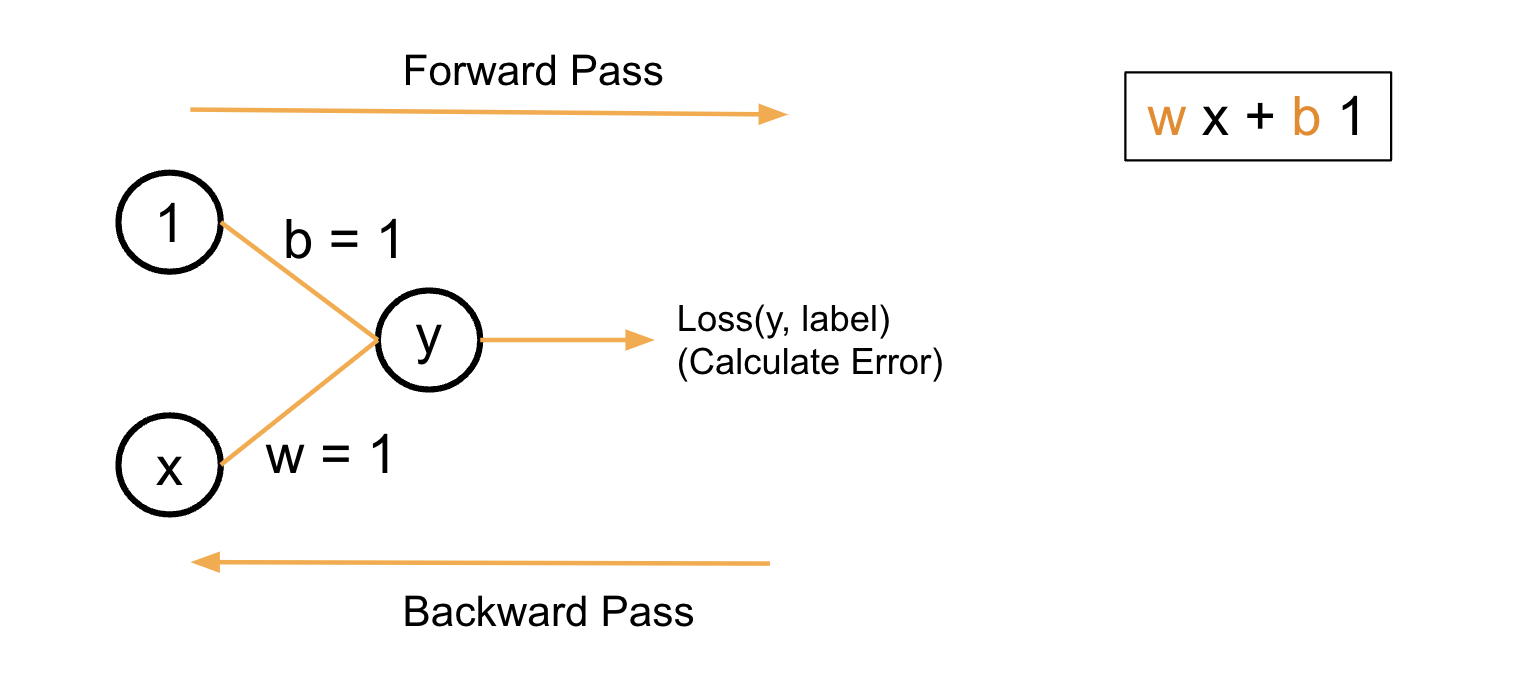 Forward Pass
w x + b 1
1
b = 1
y
Loss(y, label)
(Calculate Error)
x
w = 1
Backward Pass